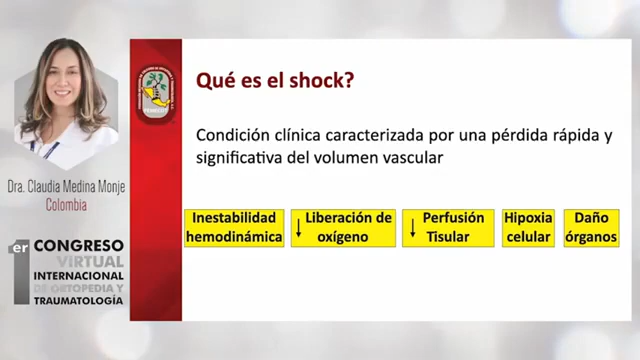 Dra. Claudia Medina Monje
Colombia
1er CONGRESO
VIRTUAL
INTERNACIONAL
DE ORTOPEDIA Y
TRAUMATOLOGÍA
Qué es el shock?
Condición clínica caracterizada por una pérdida rápida y
significativa del volumen vascular
Inestabilidad
hemodinámica
↓ Liberación de
oxígeno
↓ Perfusión
Tisular
Hipoxia
celular
Daño
órganos